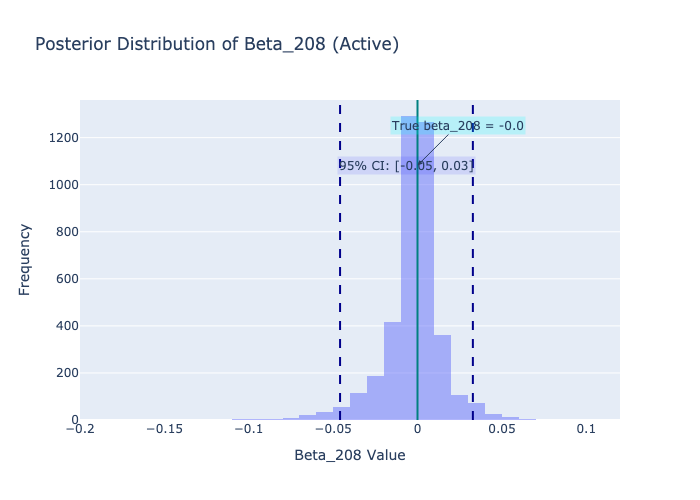 Posterior Distribution of Beta_208 (Active)
True beta_208 = -0.0
95% CI: [-0.05, 0.03]
Frequency
1200
1000
800
600
400
200
0
−0.2
−0.15
−0.1
−0.05
0
0.05
0.1
Beta_208 Value